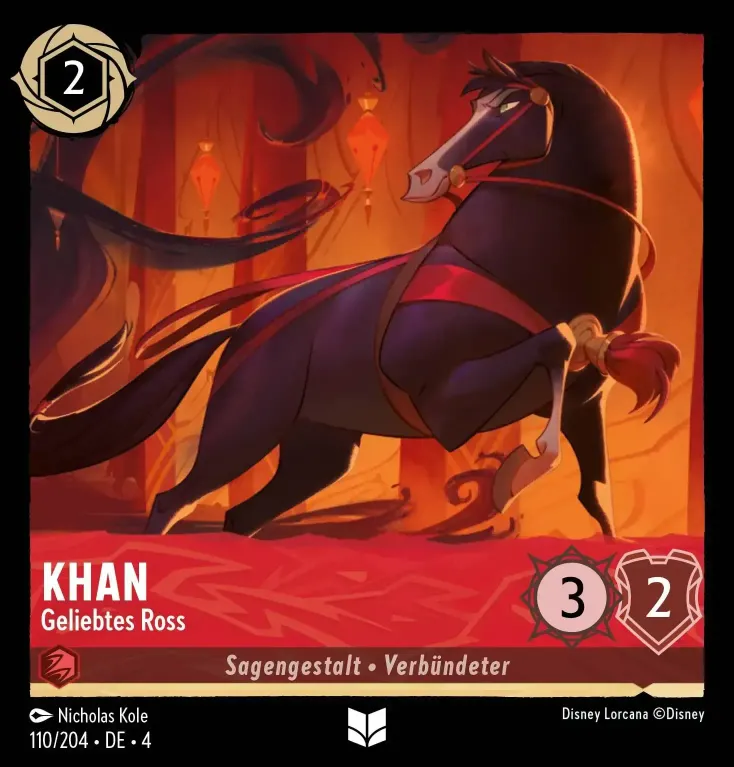 2
KHAN
Geliebtes Ross
3
2
Sagengestalt • Verbündeter
Nicholas Kole
Disney Lorcana ©Disney
110/204 • DE • 4